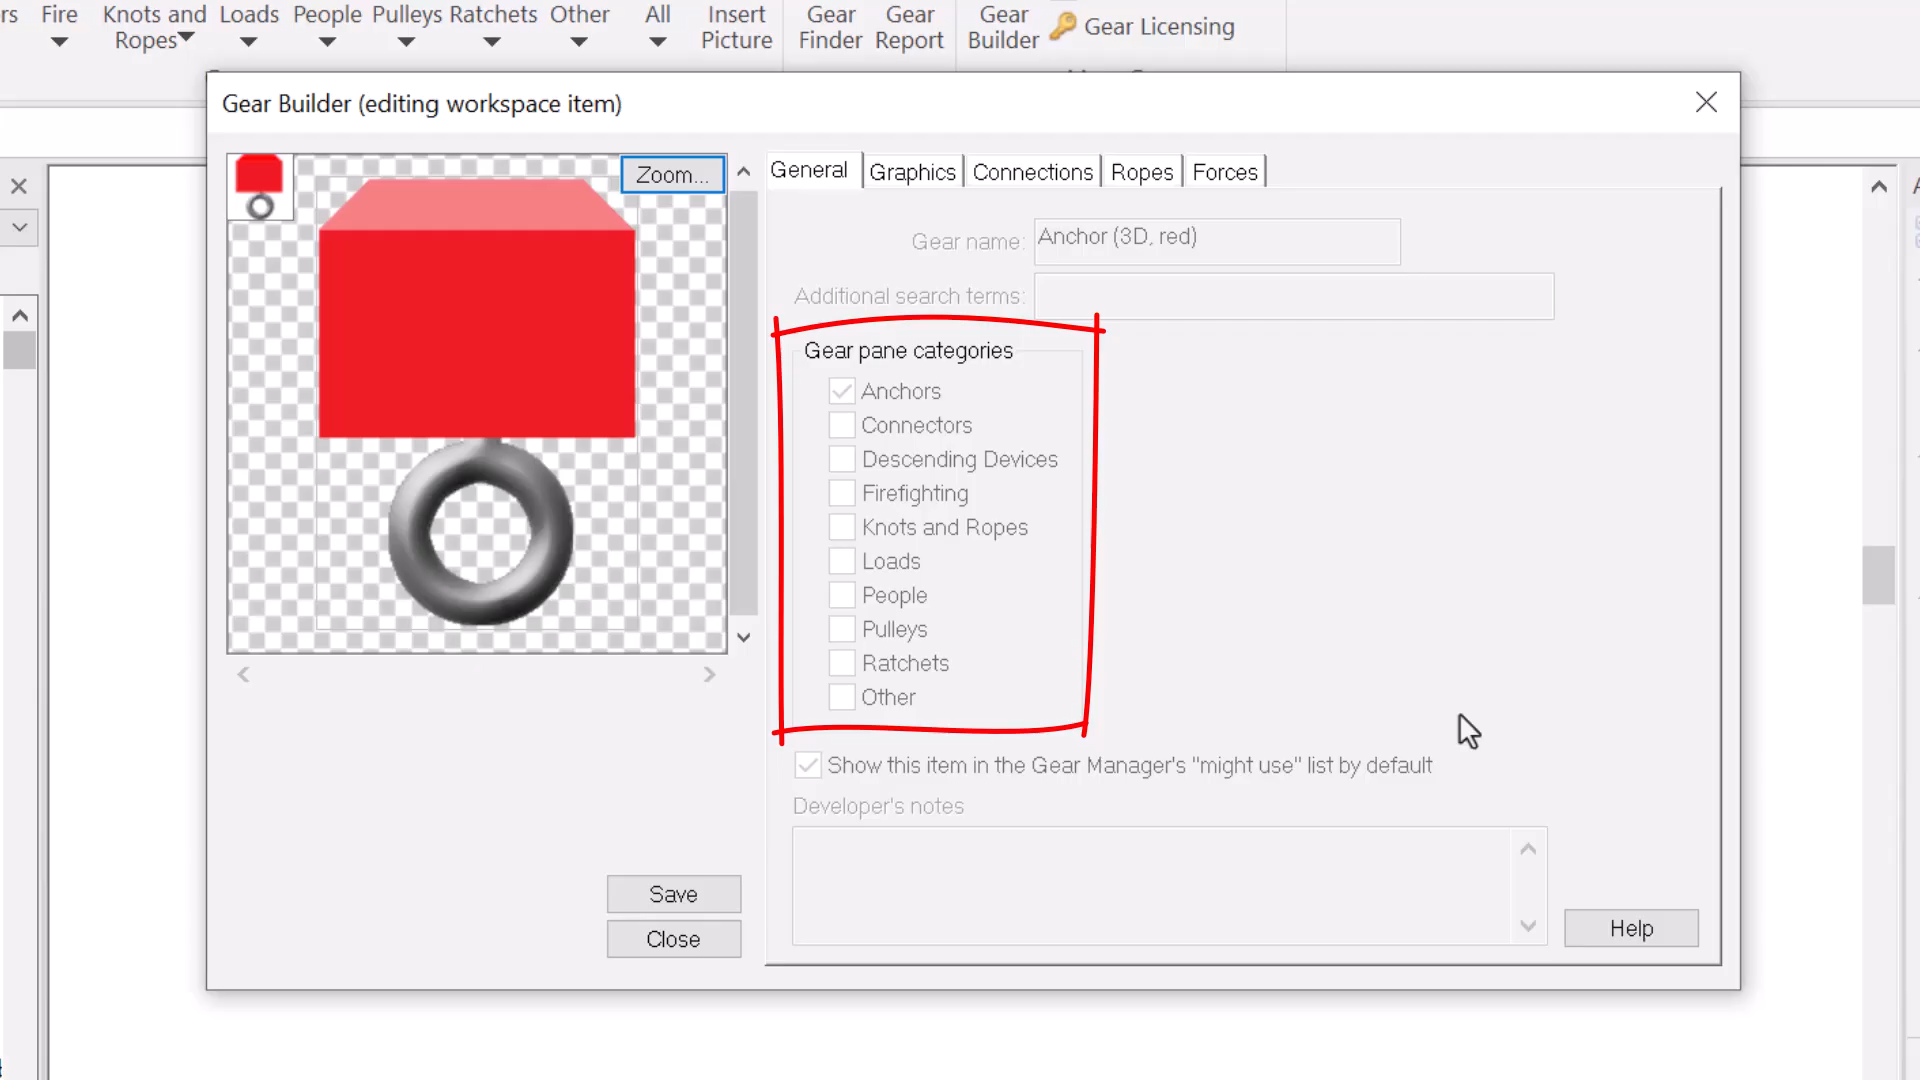 rs
Fire
Knots and
Ropes
Loads
People
Pulleys
Ratchets
Other
All
Insert
Picture
Gear
Finder
Gear
Report
Gear
Builder
Gear Licensing
Gear Builder (editing workspace item)
Zoom...
General
Graphics
Connections
Ropes
Forces
Gear name:
Anchor (3D, red)
Additional search terms:
Gear pane categories
Anchors
Connectors
Descending Devices
Firefighting
Knots and Ropes
Loads
People
Pulleys
Ratchets
Other
Show this item in the Gear Manager's "might use" list by default
Developer's notes
Save
Close
Help